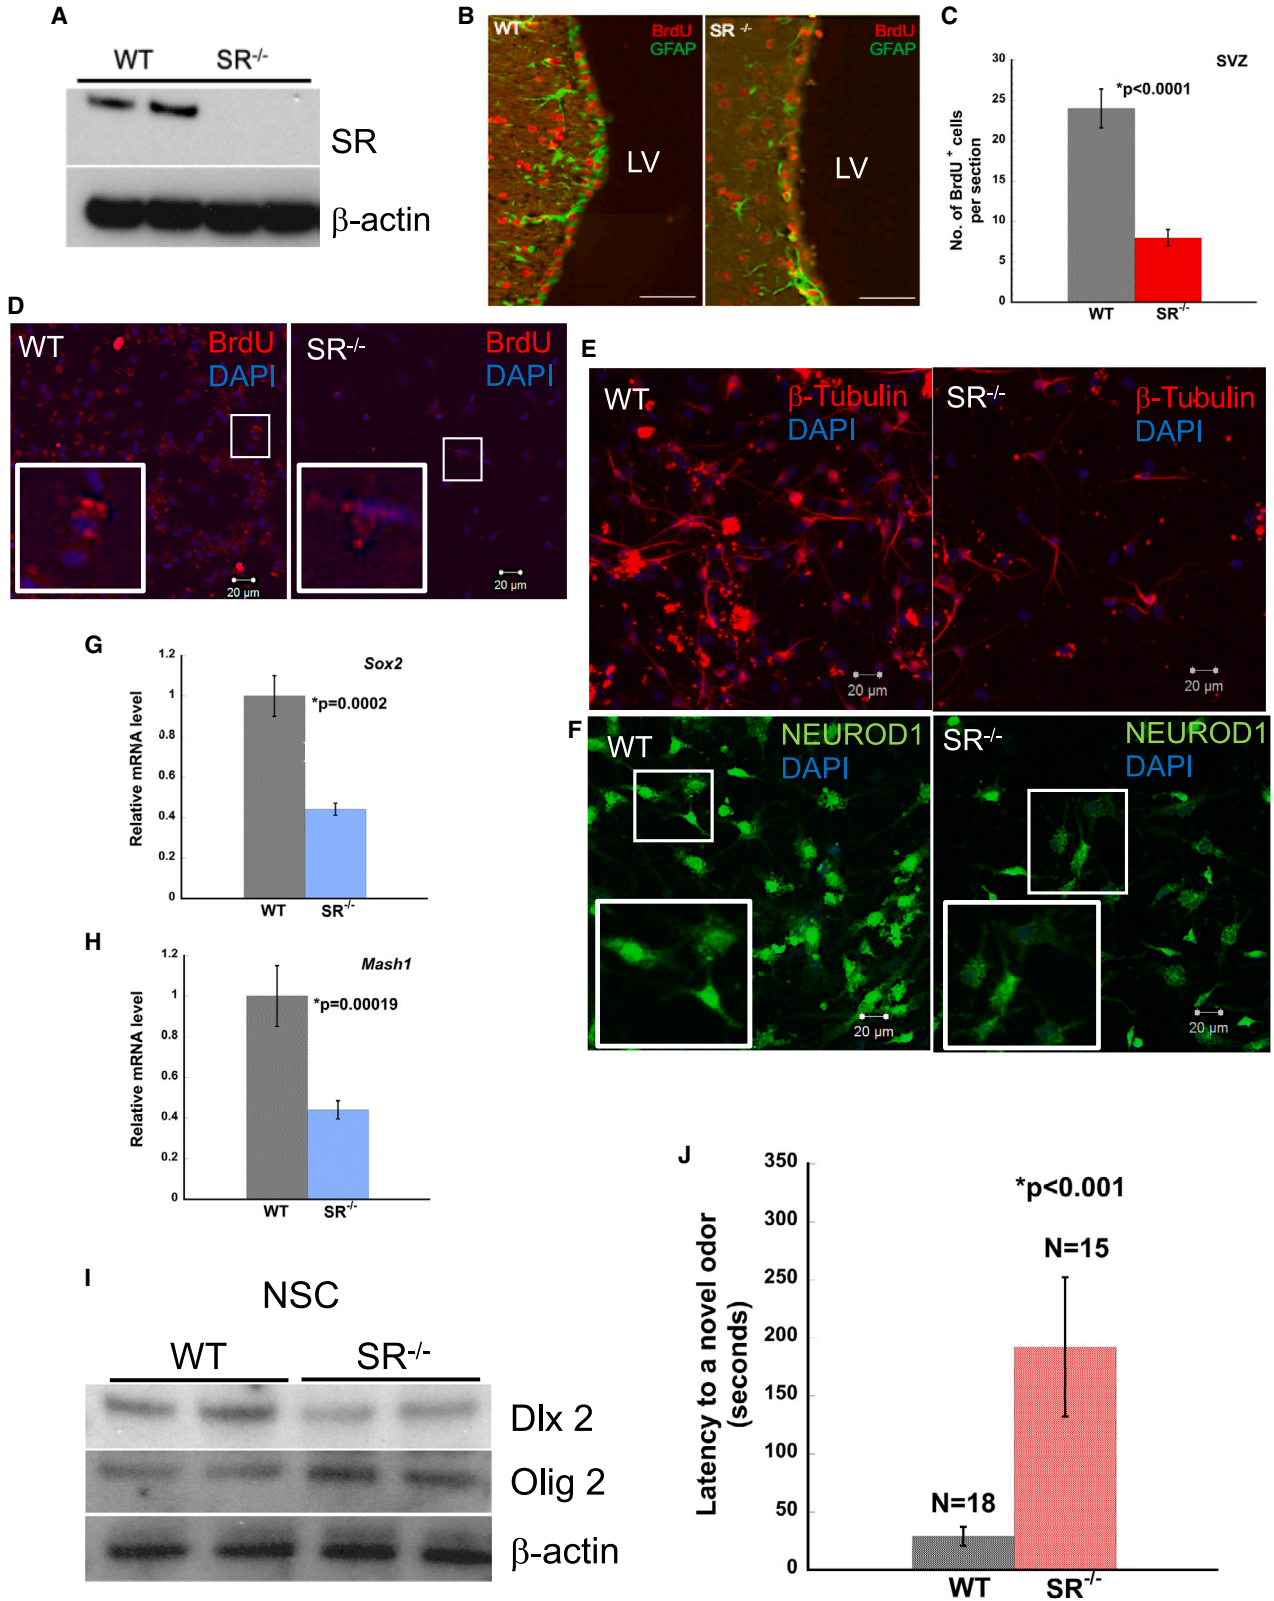 A
WT SR-/-
SR
β-actin
B
WT BrdU
GFAP
LV
SR -/- BrdU
GFAP
LV
C
SVZ
*p<0.0001
No. of BrdU + cells
per section
30
25
20
15
10
5
0
WT SR-/-
D
WT BrdU
DAPI
20 µm
SR-/- BrdU
DAPI
20 µm
E
WT β-Tubulin
DAPI
20 µm
SR-/- β-Tubulin
DAPI
20 µm
F
WT NEUROD1
DAPI
20 µm
SR-/- NEUROD1
DAPI
20 µm
G
Sox2
*p=0.0002
Relative mRNA level
1.2
1
0.8
0.6
0.4
0.2
0
WT SR-/-
H
Mash1
*p=0.00019
Relative mRNA level
1.2
1
0.8
0.6
0.4
0.2
0
WT SR-/-
I
NSC
WT SR-/-
Dlx 2
Olig 2
β-actin
J
*p<0.001
N=15
N=18
Latency to a novel odor
(seconds)
350
300
250
200
150
100
50
0
WT SR-/-